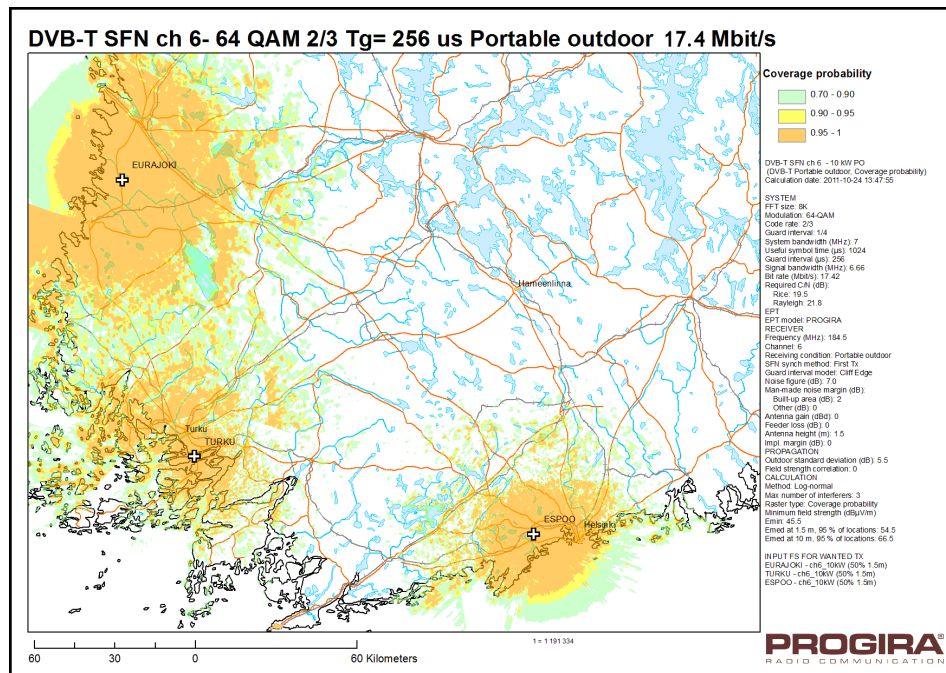 DVB-T SFN ch 6- 64 QAM 2/3 Tg= 256 us Portable outdoor 17.4 Mbit/s
Coverage probability
0.70 - 0.90
0.90 - 0.95
0.95 - 1
DVB-T SFN ch 6 - 10 kW PO
(DVB-T Portable outdoor, Coverage probability)
Calculation date: 2011-10-24 13:47:55
SYSTEM
FFT size: 8K
Modulation: 64-QAM
Code rate: 2/3
Guard interval: 1/4
System bandwidth (MHz): 7
Useful symbol time (µs): 1024
Guard interval (µs): 256
Signal bandwidth (MHz): 6.66
Bit rate (Mbit/s): 17.42
Required C/N (dB):
Rice: 19.5
Rayleigh: 21.8
EPT
EPT model: PROGIRA
RECEIVER
Frequency (MHz): 184.5
Channel: 6
Receiving condition: Portable outdoor
SFN synch method: First Tx
Guard interval model: Cliff Edge
Noise figure (dB): 7.0
Man-made noise margin (dB):
Built-up area (dB): 2
Other (dB): 0
Antenna gain (dBd): 0
Feeder loss (dB): 0
Antenna height (m): 1.5
Impl. margin (dB): 0
PROPAGATION
Outdoor standard deviation (dB): 5.5
Field strength correlation: 0
CALCULATION
Method: Log-normal
Max number of interferers: 3
Raster type: Coverage probability
Minimum field strength (dBµV/m)
Emin: 45.5
Emed at 1.5 m, 95 % of locations: 54.5
Emed at 10 m, 95 % of locations: 66.5
INPUT FS FOR WANTED TX
EURAJOKI - ch6_10kW (50% 1.5m)
TURKU - ch6_10kW (50% 1.5m)
ESPOO - ch6_10kW (50% 1.5m)
EURAJOKI
Hämeenlinna
Turku
TURKU
ESPOO
Helsinki
60 30 0 60 Kilometers
1 = 1 191 334
PROGIRA®
RADIO COMMUNICATION